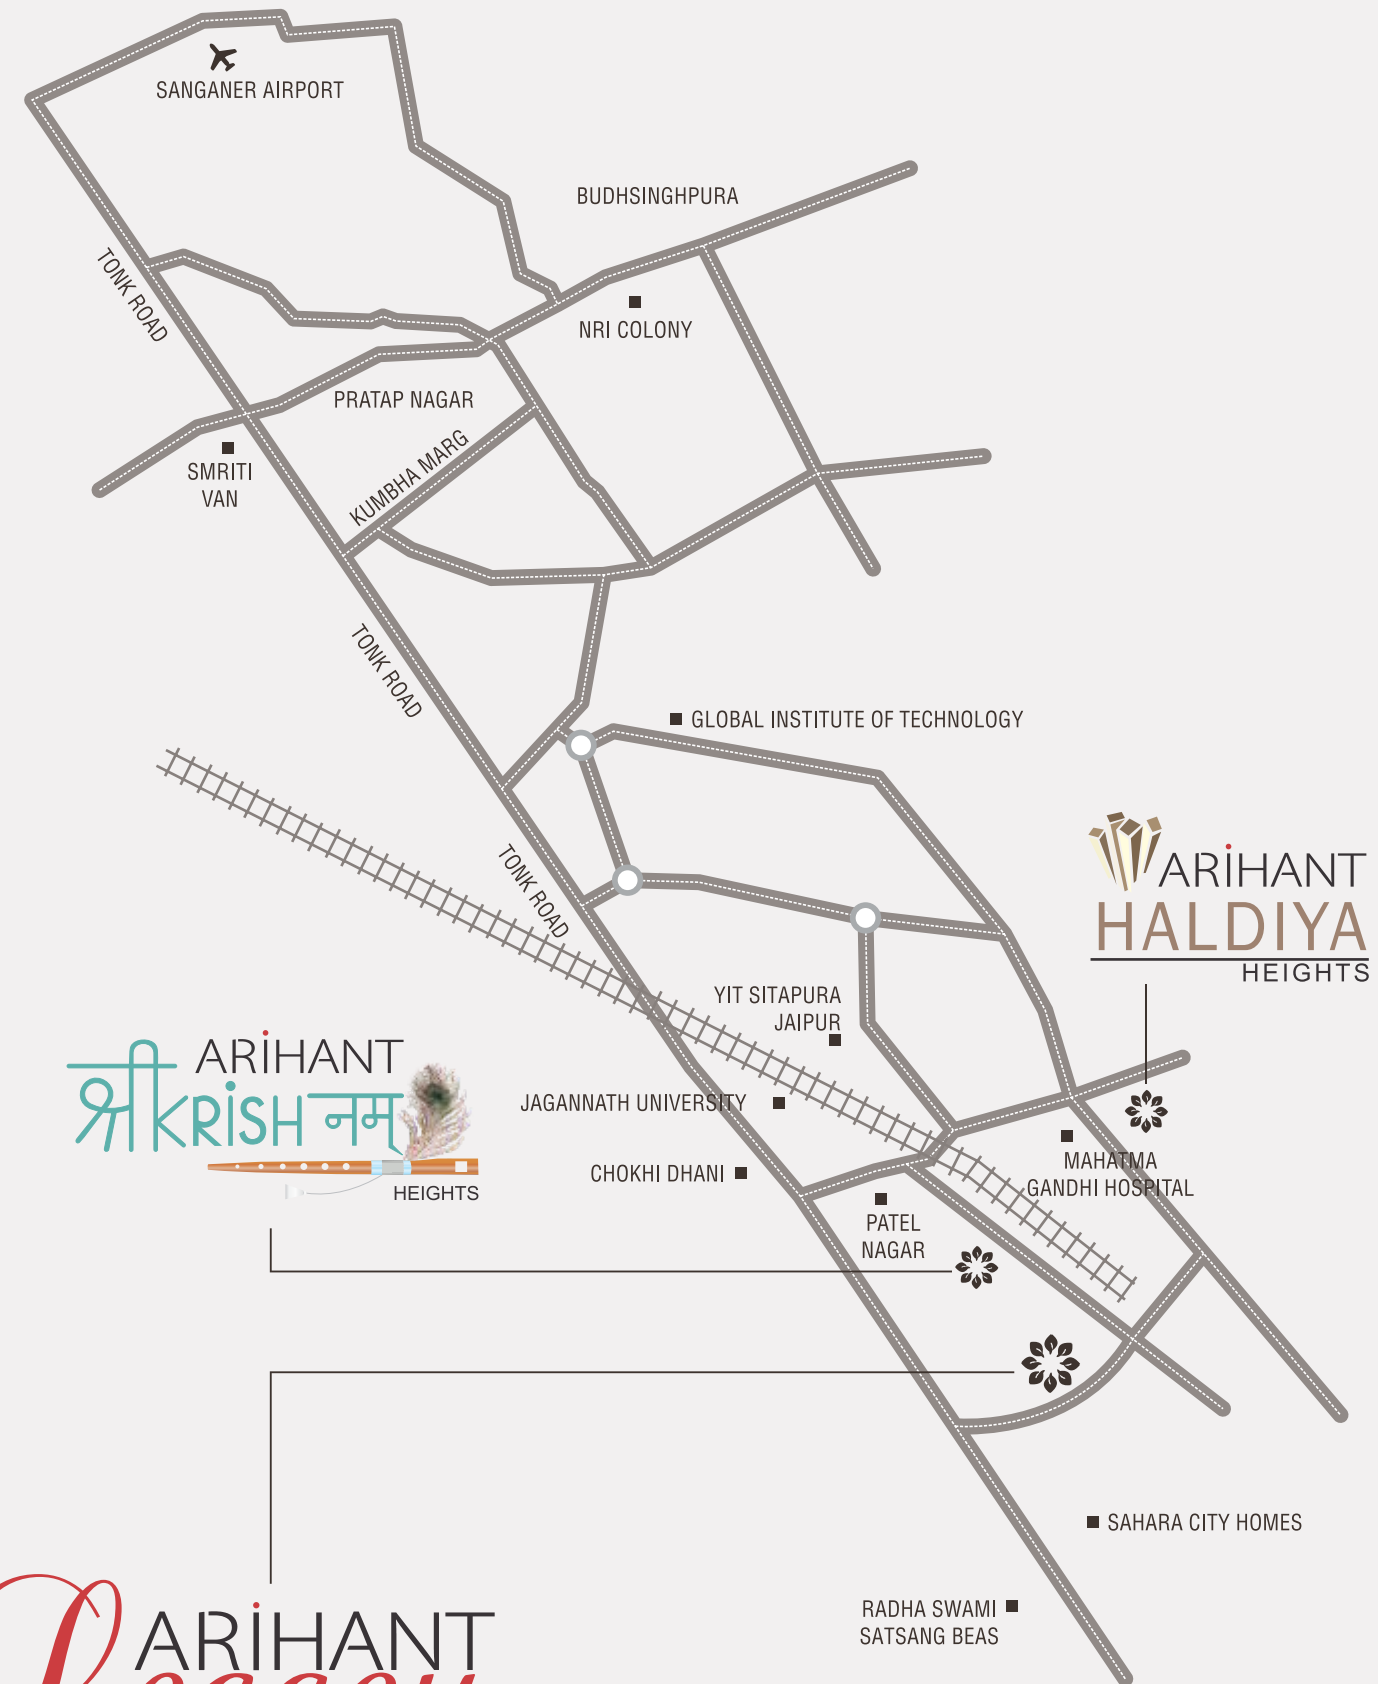 SANGANER AIRPORT
BUDHSINGHPURA
TONK ROAD
NRI COLONY
PRATAP NAGAR
KUMBHA MARG
SMRITI
VAN
TONK ROAD
GLOBAL INSTITUTE OF TECHNOLOGY
TONK ROAD
ARIHANT
HALDIYA
HEIGHTS
YIT SITAPURA
JAIPUR
ARIHANT
श्री KRISH नम्
HEIGHTS
JAGANNATH UNIVERSITY
CHOKHI DHANI
MAHATMA
GANDHI HOSPITAL
PATEL
NAGAR
SAHARA CITY HOMES
RADHA SWAMI
SATSANG BEAS
ARIHANT